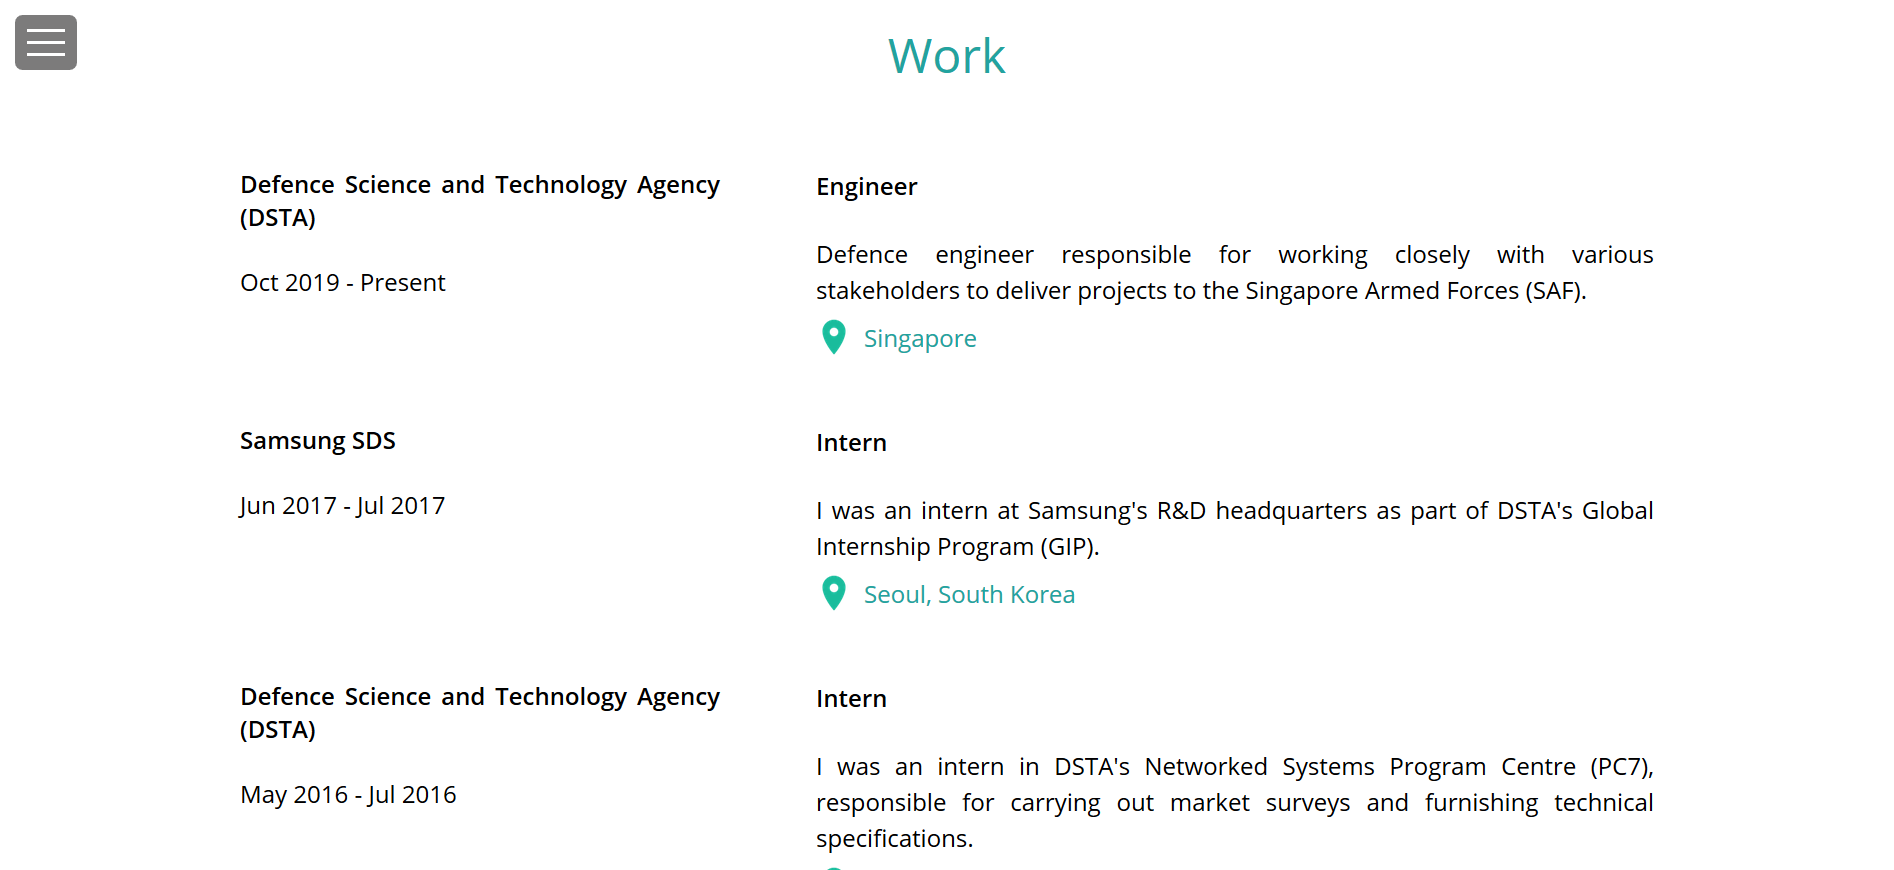 Work
Defence Science and Technology Agency
(DSTA)
Oct 2019 - Present
Engineer
Defence engineer responsible for working closely with various
stakeholders to deliver projects to the Singapore Armed Forces (SAF).
Singapore
Samsung SDS
Jun 2017 - Jul 2017
Intern
I was an intern at Samsung's R&D headquarters as part of DSTA's Global
Internship Program (GIP).
Seoul, South Korea
Defence Science and Technology Agency
(DSTA)
May 2016 - Jul 2016
Intern
I was an intern in DSTA's Networked Systems Program Centre (PC7),
responsible for carrying out market surveys and furnishing technical
specifications.